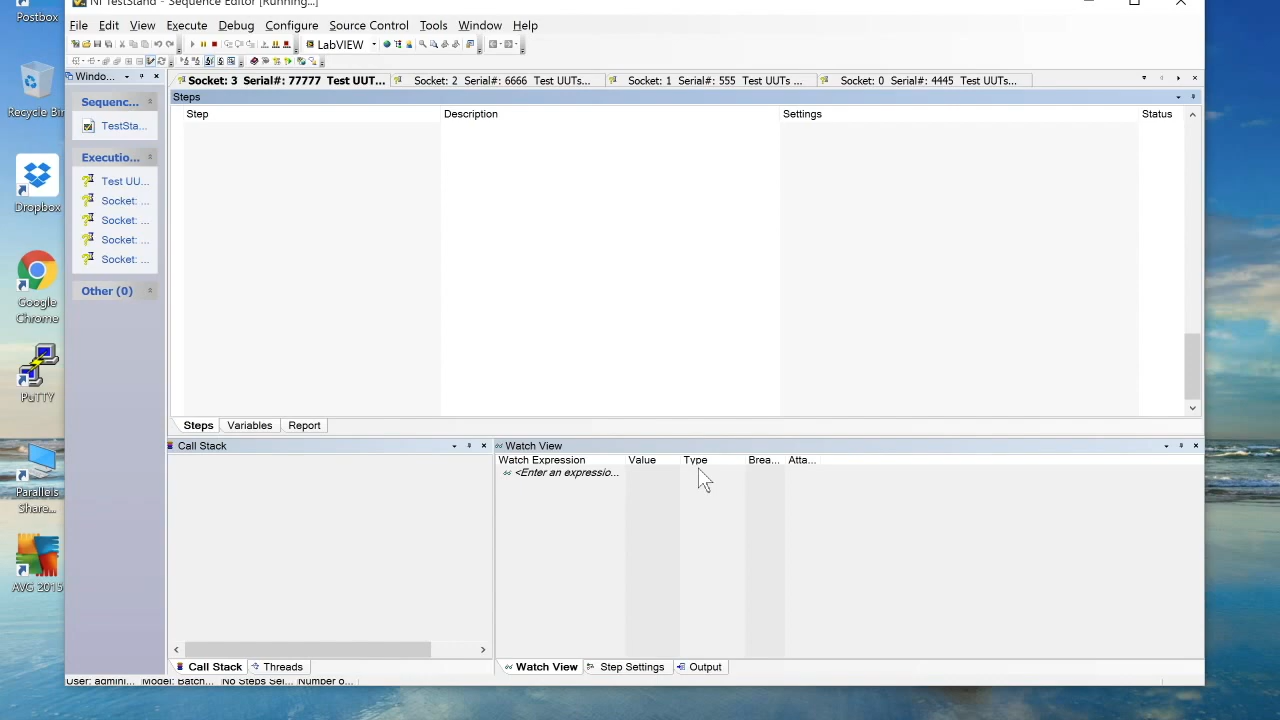 Postbox
Recycle Bin
Dropbox
Google
Chrome
PuTTY
Parallels
Share...
AVG 2015
NI TestStand - Sequence Editor [Running...]
File Edit View Execute Debug Configure Source Control Tools Window Help
LabVIEW
Windo...
Sequenc...
TestSta...
Executio...
Test UU...
Socket: ...
Socket: ...
Socket: ...
Socket: ...
Other (0)
Socket: 3 Serial#: 77777 Test UUT... Socket: 2 Serial#: 6666 Test UUTs... Socket: 1 Serial#: 555 Test UUTs ... Socket: 0 Serial#: 4445 Test UUTs...
Steps
Step Description Settings Status
Steps Variables Report
Call Stack
Call Stack Threads
Watch View
Watch Expression Value Type Brea... Atta...
<Enter an expressio...
Watch View Step Settings Output
User: admini... Model: Batch... No Steps Sel... Number o...